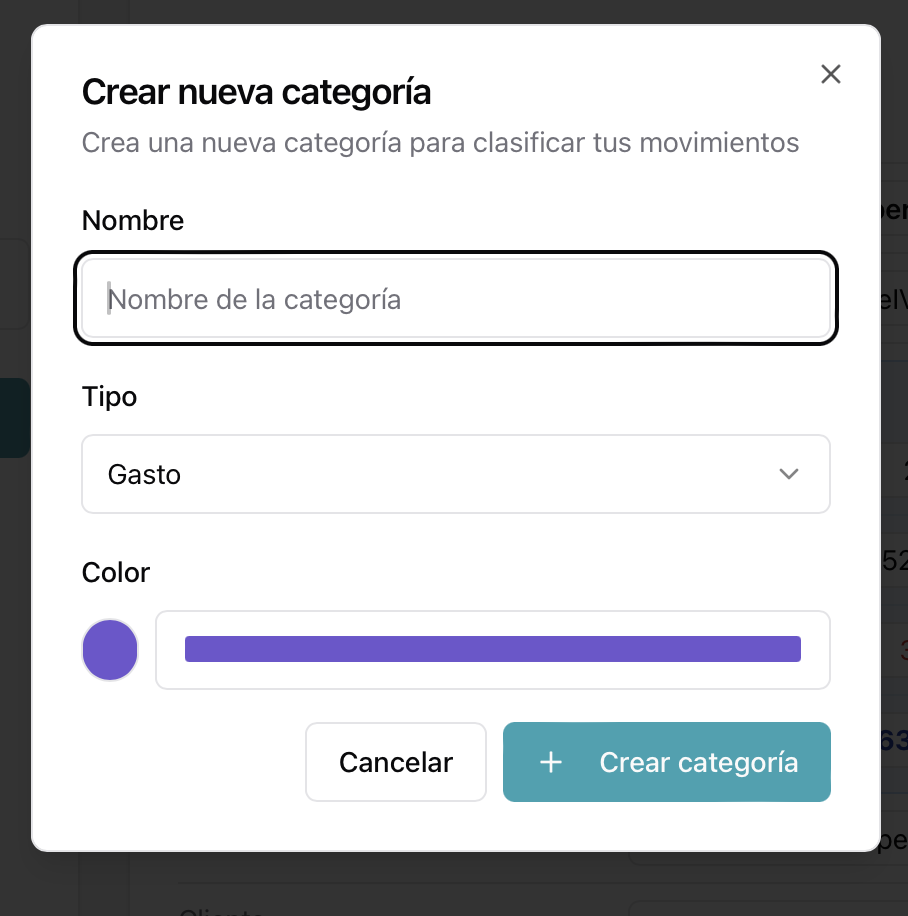 Crear nueva categoría
Crea una nueva categoría para clasificar tus movimientos
Nombre
Nombre de la categoría
Tipo
Gasto
Color
Cancelar
+ Crear categoría